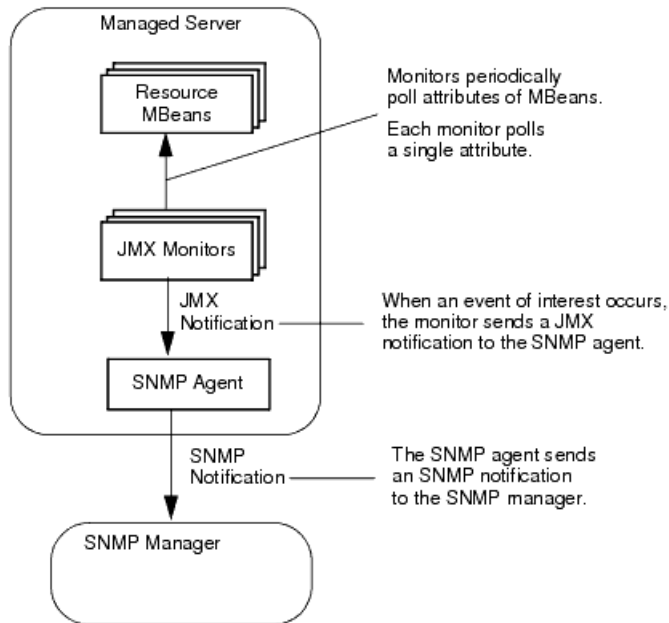 Managed Server
Resource
MBeans
Monitors periodically
poll attributes of MBeans.
Each monitor polls
a single attribute.
JMX Monitors
JMX
Notification
When an event of interest occurs,
the monitor sends a JMX
notification to the SNMP agent.
SNMP Agent
SNMP
Notification
The SNMP agent sends
an SNMP notification
to the SNMP manager.
SNMP Manager